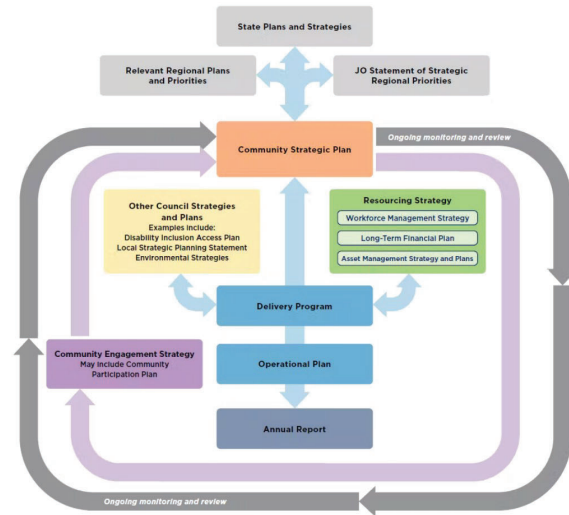 State Plans and Strategies
Relevant Regional Plans
and Priorities
JO Statement of Strategic
Regional Priorities
Ongoing monitoring and review
Community Strategic Plan
Other Council Strategies
and Plans
Examples include:
Disability Inclusion Access Plan
Local Strategic Planning Statement
Environmental Strategies
Resourcing Strategy
Workforce Management Strategy
Long-Term Financial Plan
Asset Management Strategy and Plans
Delivery Program
Community Engagement Strategy
May include Community
Participation Plan
Operational Plan
Annual Report
Ongoing monitoring and review